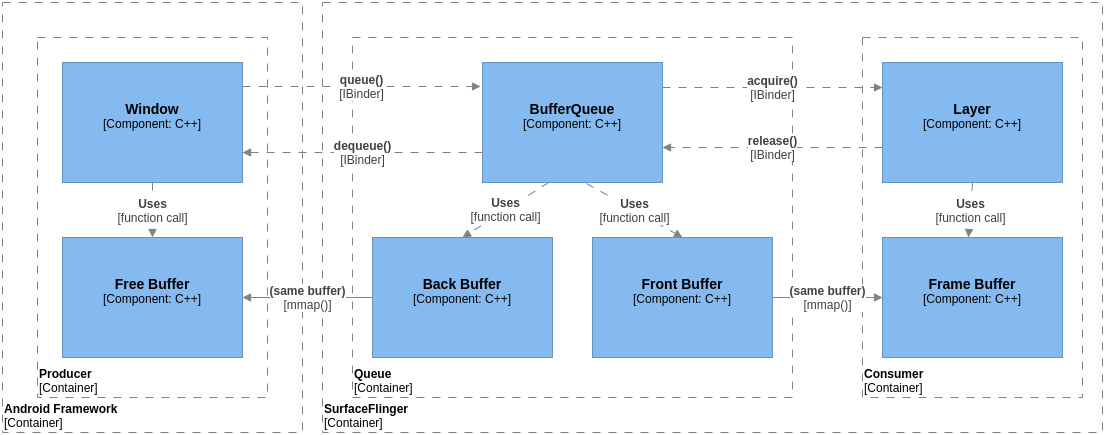 queue()
[IBinder]
acquire()
[IBinder]
Window
[Component: C++]
BufferQueue
[Component: C++]
Layer
[Component: C++]
dequeue()
[IBinder]
release()
[IBinder]
Uses
[function call]
Uses
[function call]
Uses
[function call]
Uses
[function call]
Free Buffer
[Component: C++]
(same buffer)
[mmap()]
Back Buffer
[Component: C++]
Front Buffer
[Component: C++]
(same buffer)
[mmap()]
Frame Buffer
[Component: C++]
Producer
[Container]
Queue
[Container]
Consumer
[Container]
Android Framework
[Container]
SurfaceFlinger
[Container]